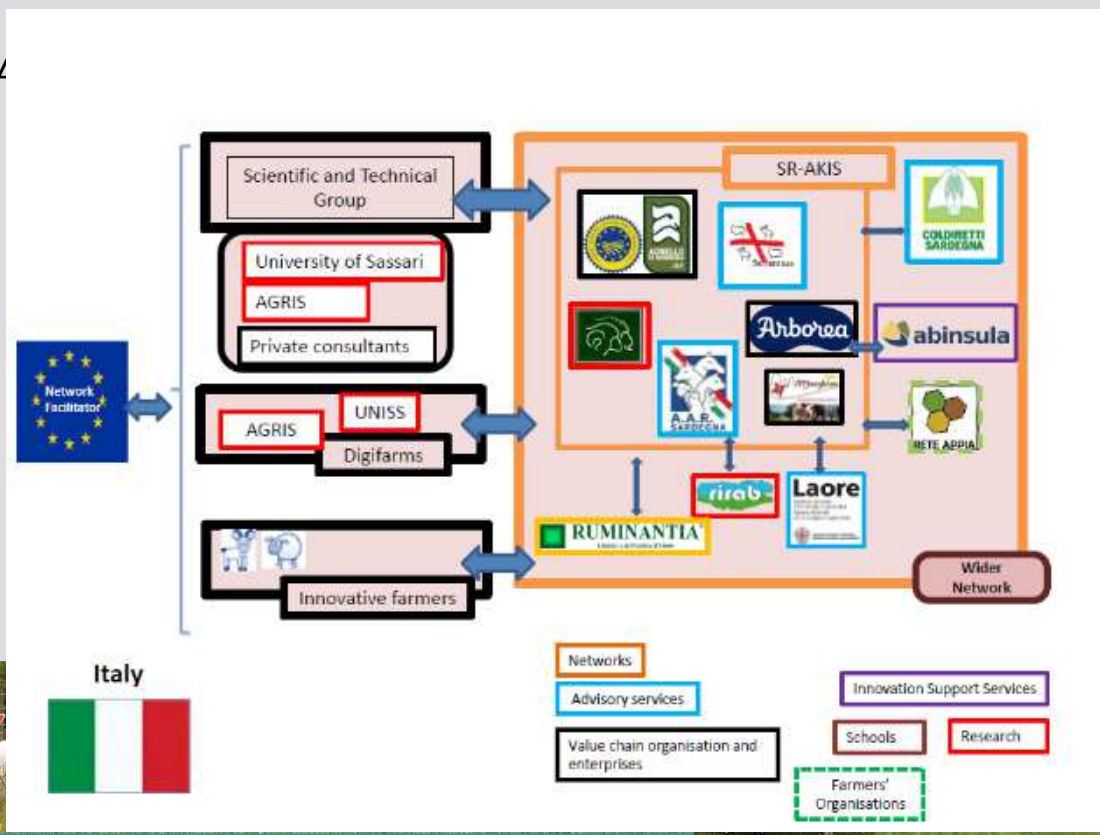 Scientific and Technical
Group
University of Sassari
AGRIS
Private consultants
Network
Facilitator
AGRIS
UNISS
Digifarms
Innovative farmers
SR-AKIS
COLDIRETTI
SARDEGNA
Arborea
abinsula
A.A.R.
SARDEGNA
RETE APPIA
rirab
Laore
RUMINANTIA
Wider
Network
Italy
Networks
Advisory services
Value chain organisation and
enterprises
Innovation Support Services
Schools
Research
Farmers'
Organisations